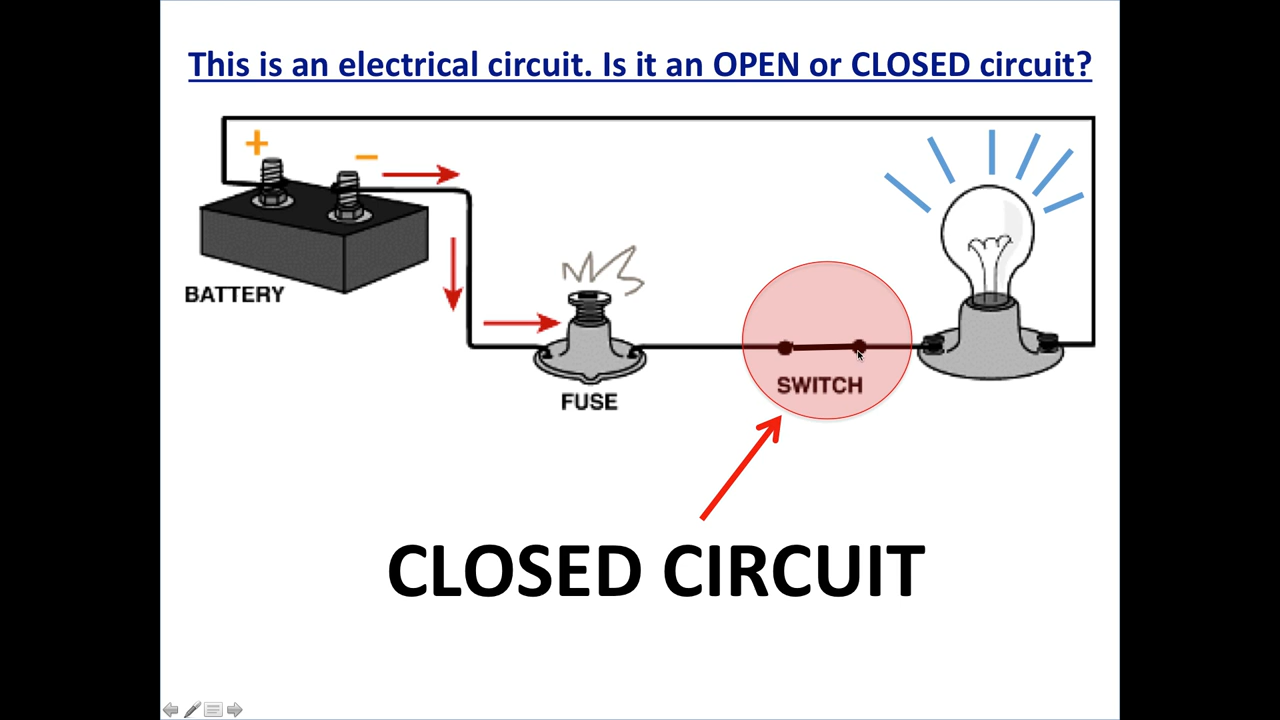 This is an electrical circuit. Is it an OPEN or CLOSED circuit?
+
−
BATTERY
FUSE
SWITCH
CLOSED CIRCUIT